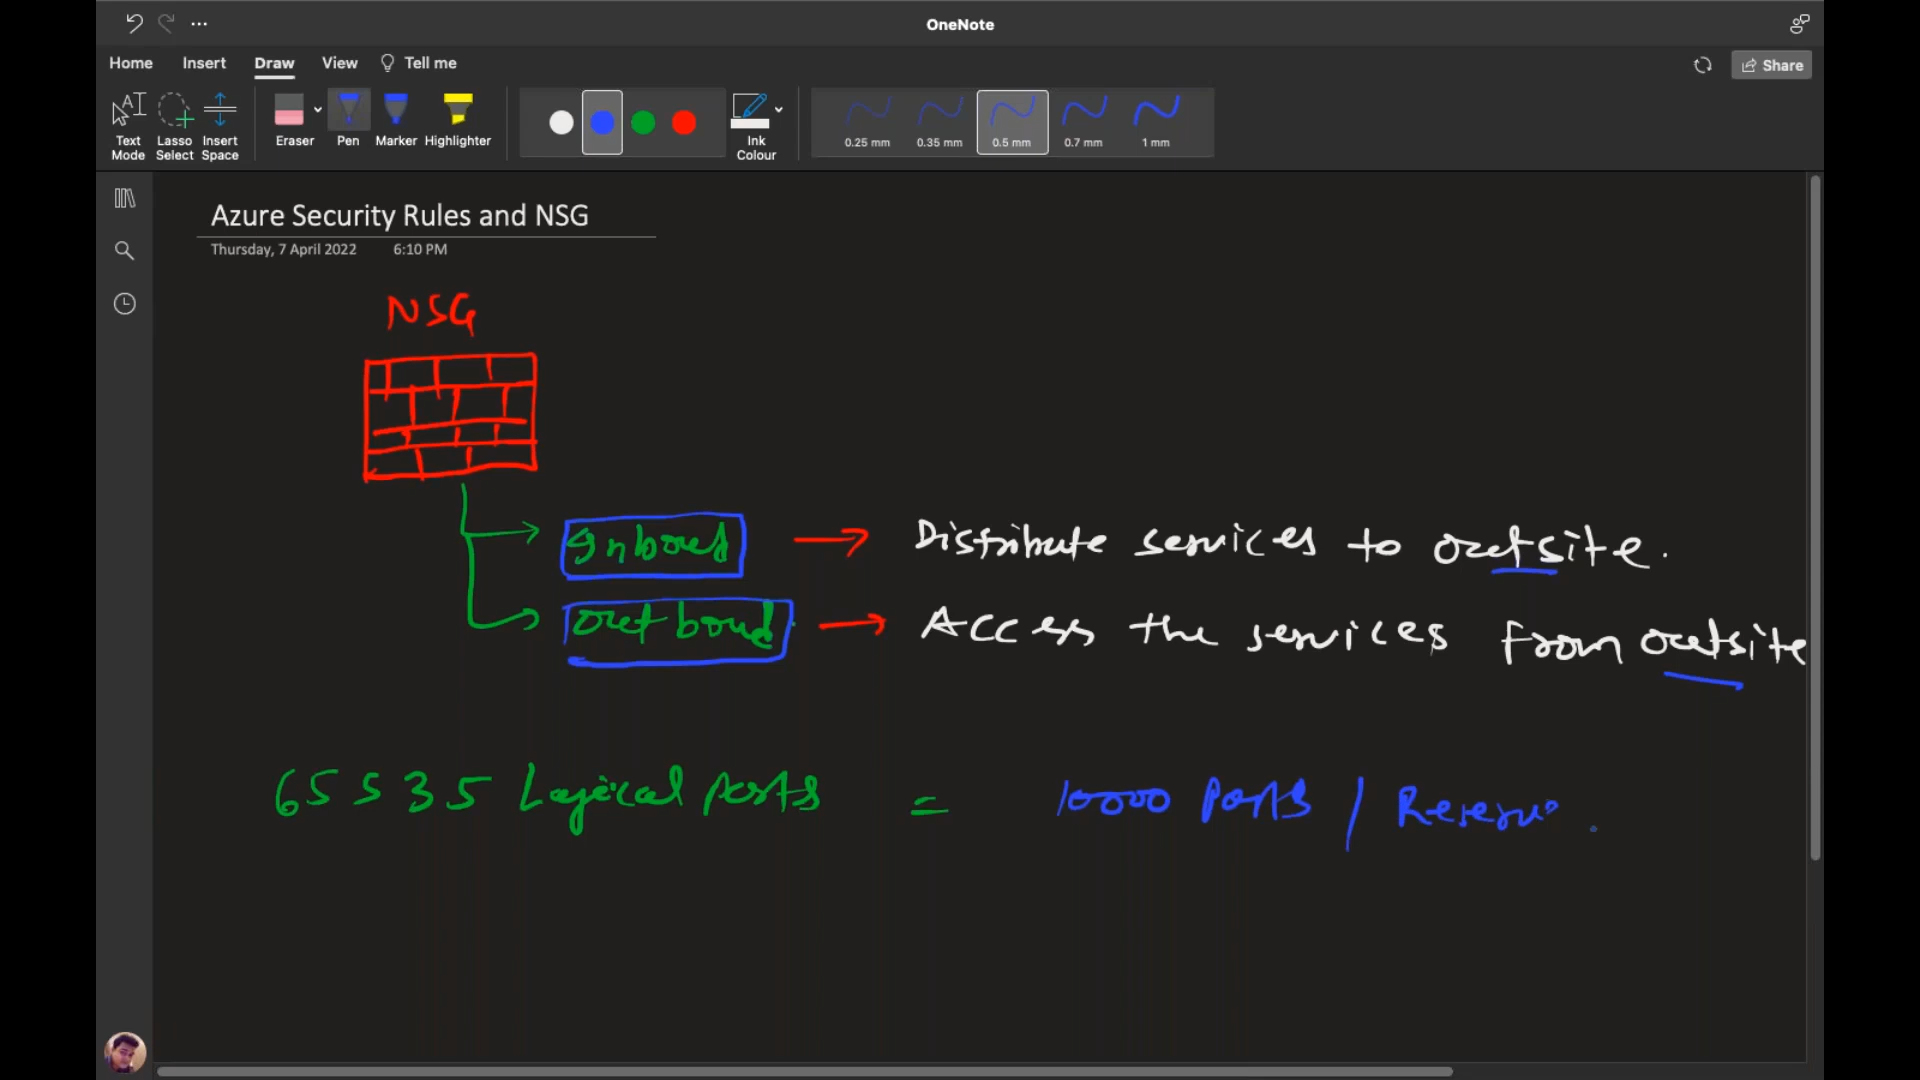 OneNote
Home Insert Draw View Tell me
Share
Text Mode Lasso Select Insert Space Eraser Pen Marker Highlighter Ink Colour 0.25 mm 0.35 mm 0.5 mm 0.7 mm 1 mm
Azure Security Rules and NSG
Thursday, 7 April 2022 6:10 PM
NSG
Inboud → Distribute services to outsite.
outboud → Access the services from outsite
65535 Logical ports = 10000 Ports / Reserve.